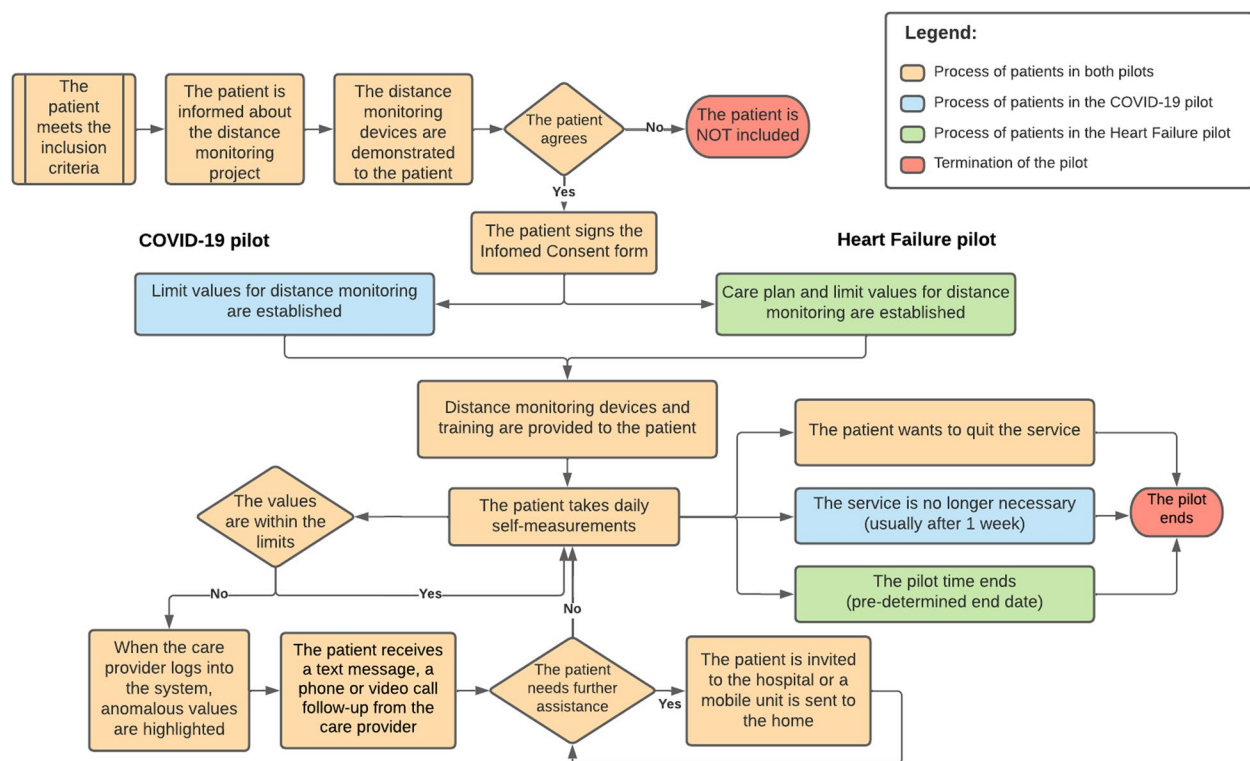 Legend:
Process of patients in both pilots
Process of patients in the COVID-19 pilot
Process of patients in the Heart Failure pilot
Termination of the pilot
The
patient
meets the
inclusion
criteria
The patient is
informed about
the distance
monitoring
project
The distance
monitoring
devices are
demonstrated
to the patient
The patient
agrees
No
The patient is
NOT included
Yes
The patient signs the
Infomed Consent form
COVID-19 pilot
Heart Failure pilot
Limit values for distance monitoring
are established
Care plan and limit values for distance
monitoring are established
Distance monitoring devices and
training are provided to the patient
The patient wants to quit the service
The values
are within the
limits
The patient takes daily
self-measurements
The service is no longer necessary
(usually after 1 week)
The pilot
ends
The pilot time ends
(pre-determined end date)
No
Yes
No
When the care
provider logs into
the system,
anomalous values
are highlighted
The patient receives
a text message, a
phone or video call
follow-up from the
care provider
The patient
needs further
assistance
Yes
The patient is invited
to the hospital or a
mobile unit is sent to
the home